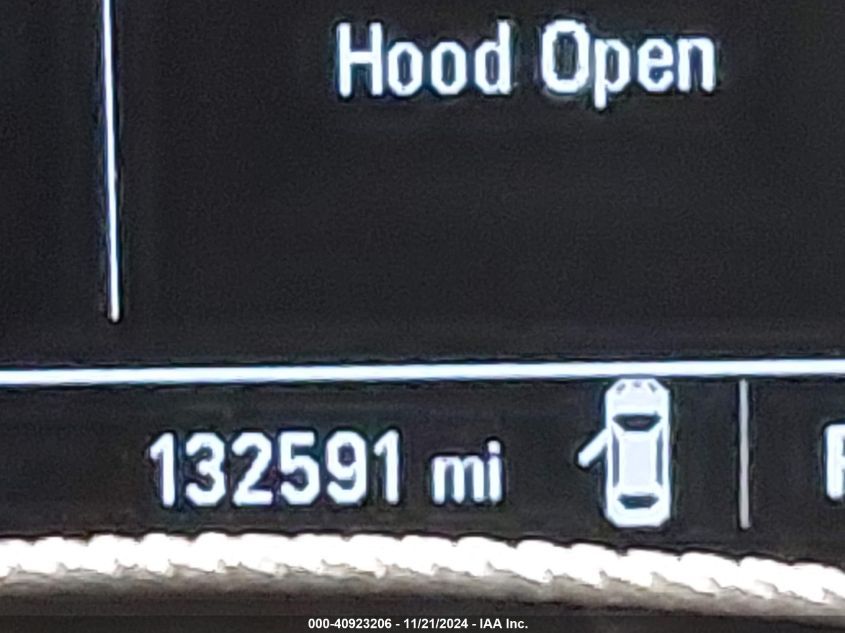 Hood Open
132591 mi
000-40923206 - 11/21/2024 - IAA Inc.